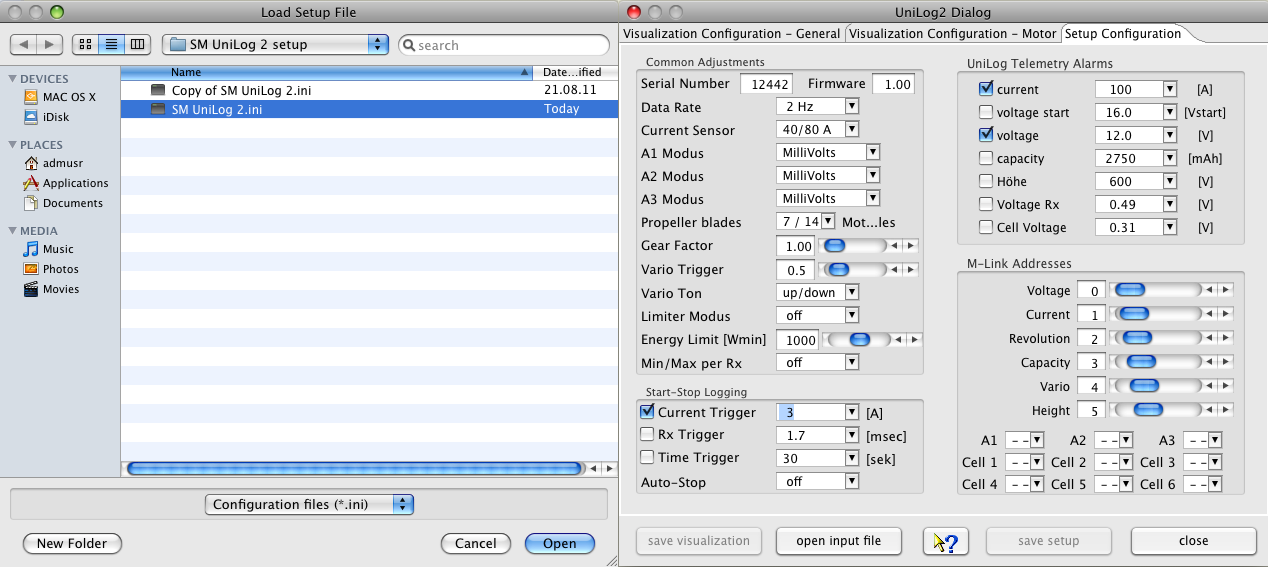 Load Setup File
SM UniLog 2 setup
search
DEVICES
MAC OS X
iDisk
PLACES
admusr
Applications
Documents
MEDIA
Music
Photos
Movies
Name Date...ified
Copy of SM UniLog 2.ini 21.08.11
SM UniLog 2.ini Today
Configuration files (*.ini)
New Folder Cancel Open
UniLog2 Dialog
Visualization Configuration - General Visualization Configuration - Motor Setup Configuration
Common Adjustments
Serial Number 12442 Firmware 1.00
Data Rate 2 Hz
Current Sensor 40/80 A
A1 Modus MilliVolts
A2 Modus MilliVolts
A3 Modus MilliVolts
Propeller blades 7 / 14 Mot...les
Gear Factor 1.00
Vario Trigger 0.5
Vario Ton up/down
Limiter Modus off
Energy Limit [Wmin] 1000
Min/Max per Rx off
Start-Stop Logging
Current Trigger 3 [A]
Rx Trigger 1.7 [msec]
Time Trigger 30 [sek]
Auto-Stop off
UniLog Telemetry Alarms
current 100 [A]
voltage start 16.0 [Vstart]
voltage 12.0 [V]
capacity 2750 [mAh]
Höhe 600 [V]
Voltage Rx 0.49 [V]
Cell Voltage 0.31 [V]
M-Link Addresses
Voltage 0
Current 1
Revolution 2
Capacity 3
Vario 4
Height 5
A1 -- A2 -- A3 --
Cell 1 -- Cell 2 -- Cell 3 --
Cell 4 -- Cell 5 -- Cell 6 --
save visualization open input file ? save setup close